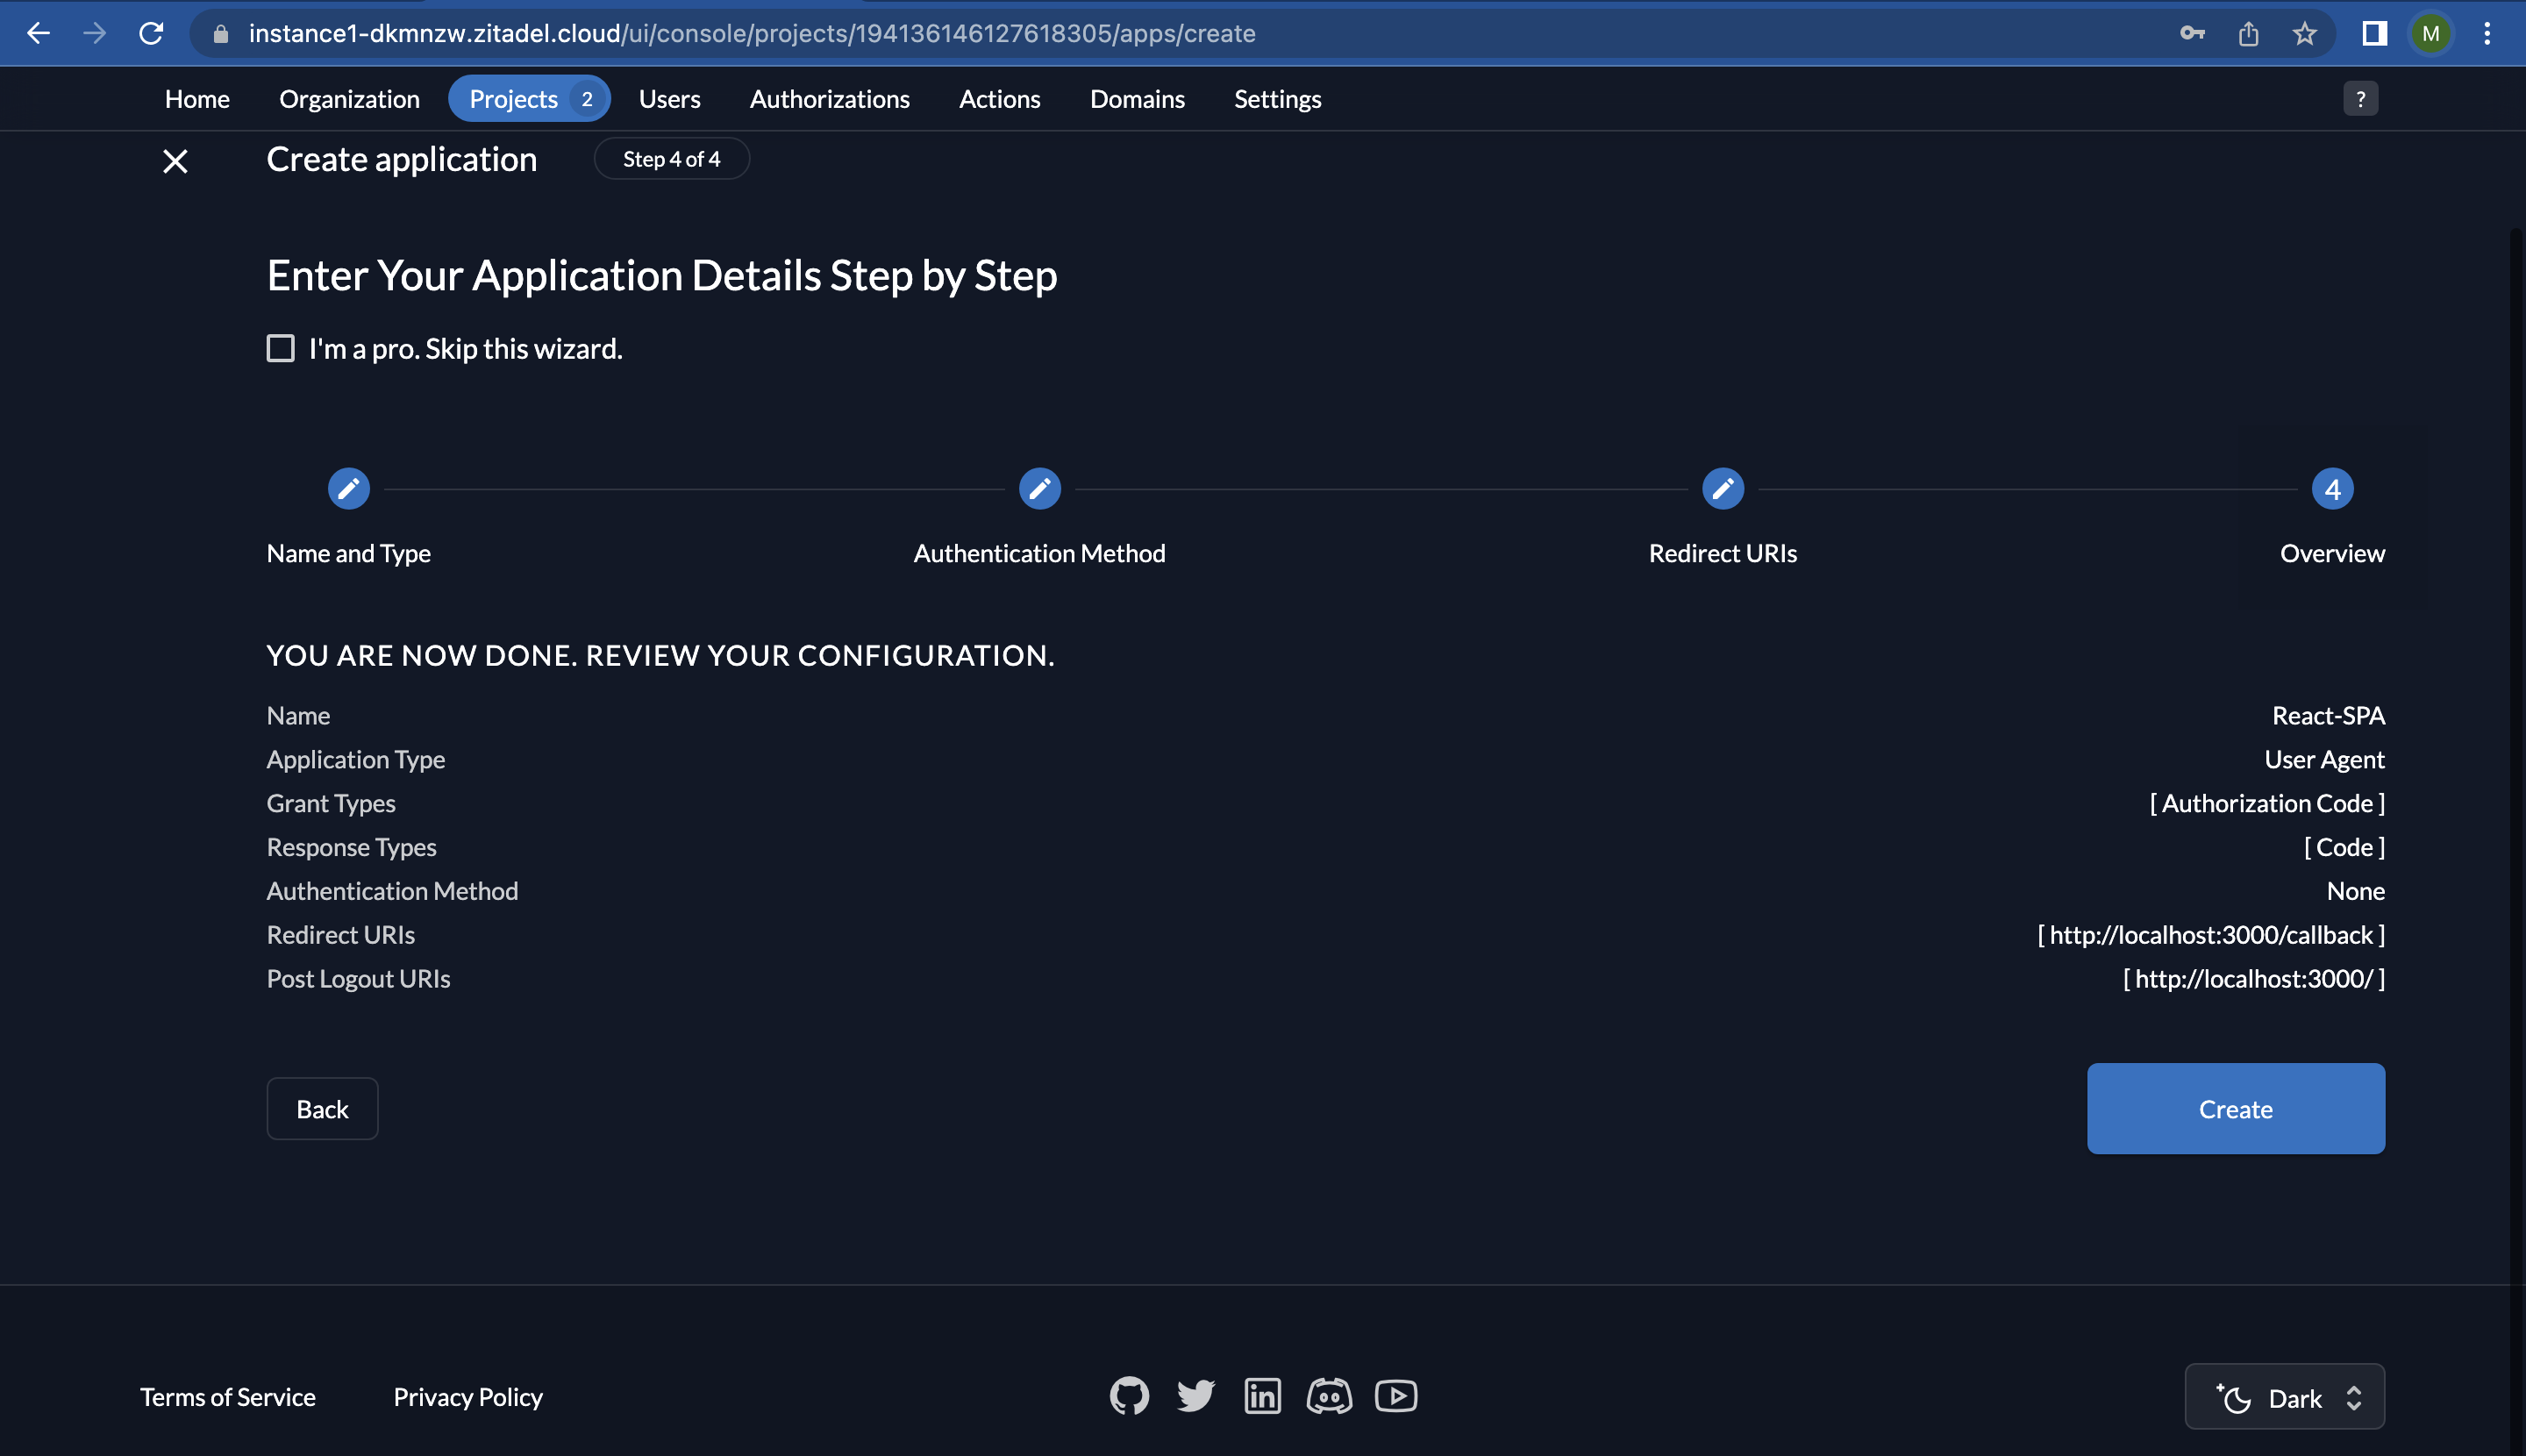 instance1-dkmnzw.zitadel.cloud/ui/console/projects/194136146127618305/apps/create
M
Home Organization Projects 2 Users Authorizations Actions Domains Settings ?
Create application Step 4 of 4
Enter Your Application Details Step by Step
I'm a pro. Skip this wizard.
4
Name and Type Authentication Method Redirect URIs Overview
YOU ARE NOW DONE. REVIEW YOUR CONFIGURATION.
Name React-SPA
Application Type User Agent
Grant Types [ Authorization Code ]
Response Types [ Code ]
Authentication Method None
Redirect URIs [ http://localhost:3000/callback ]
Post Logout URIs [ http://localhost:3000/ ]
Back Create
Terms of Service Privacy Policy in Dark